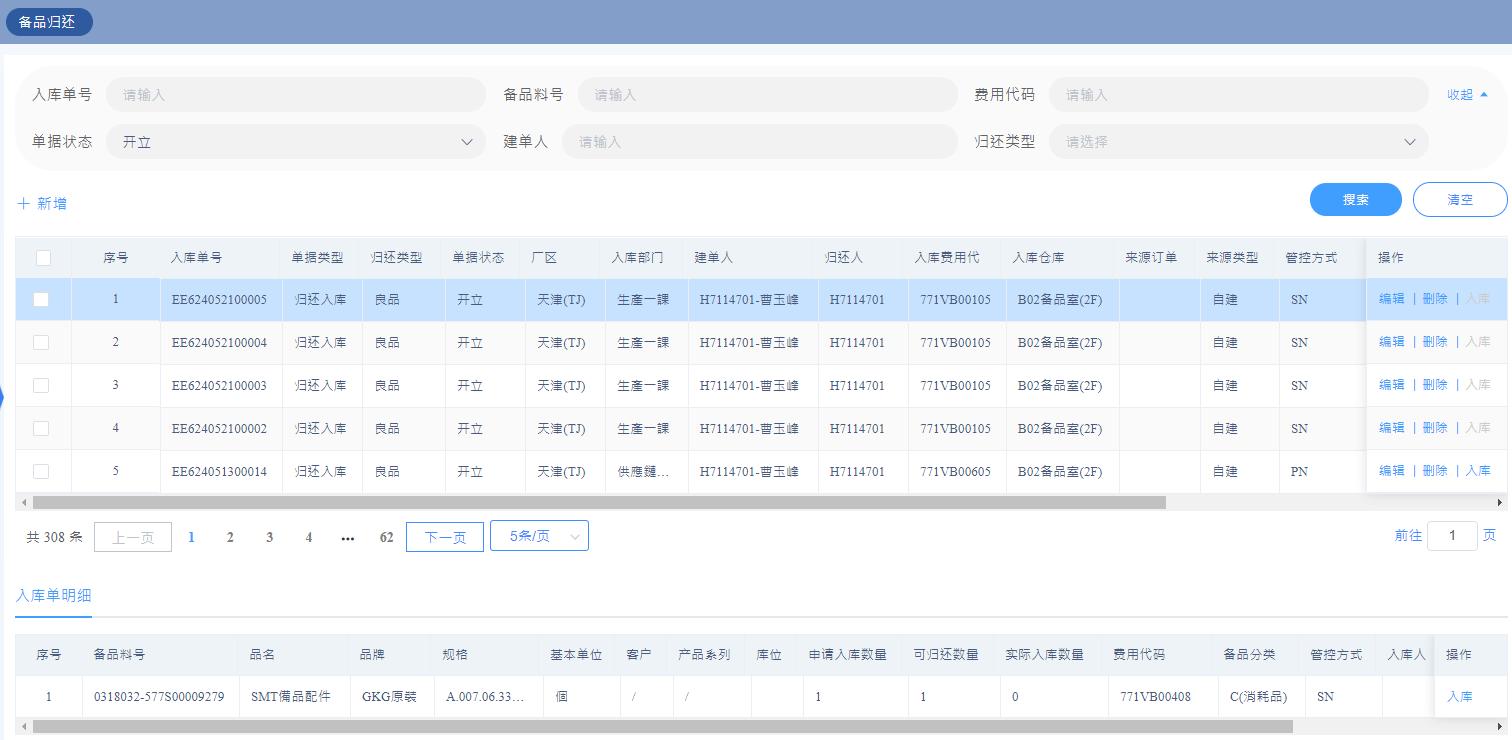 备品归还
入库单号 请输入 备品料号 请输入 费用代码 请输入 收起
单据状态 开立 建单人 请输入 归还类型 请选择
+ 新增 搜索 清空
序号 入库单号 单据类型 归还类型 单据状态 厂区 入库部门 建单人 归还人 入库费用代 入库仓库 来源订单 来源类型 管控方式 操作
1 EE624052100005 归还入库 良品 开立 天津(TJ) 生產一課 H7114701-曹玉峰 H7114701 771VB00105 B02备品室(2F) 自建 SN 编辑 | 删除 | 入库
2 EE624052100004 归还入库 良品 开立 天津(TJ) 生產一課 H7114701-曹玉峰 H7114701 771VB00105 B02备品室(2F) 自建 SN 编辑 | 删除 | 入库
3 EE624052100003 归还入库 良品 开立 天津(TJ) 生產一課 H7114701-曹玉峰 H7114701 771VB00105 B02备品室(2F) 自建 SN 编辑 | 删除 | 入库
4 EE624052100002 归还入库 良品 开立 天津(TJ) 生產一課 H7114701-曹玉峰 H7114701 771VB00105 B02备品室(2F) 自建 SN 编辑 | 删除 | 入库
5 EE624051300014 归还入库 良品 开立 天津(TJ) 供應鏈... H7114701-曹玉峰 H7114701 771VB00605 B02备品室(2F) 自建 PN 编辑 | 删除 | 入库
共 308 条 上一页 1 2 3 4 ... 62 下一页 5条/页 前往 1 页
入库单明细
序号 备品料号 品名 品牌 规格 基本单位 客户 产品系列 库位 申请入库数量 可归还数量 实际入库数量 费用代码 备品分类 管控方式 入库人 操作
1 0318032-577S00009279 SMT備品配件 GKG原裝 A.007.06.33... 個 / / 1 1 0 771VB00408 C(消耗品) SN 入库